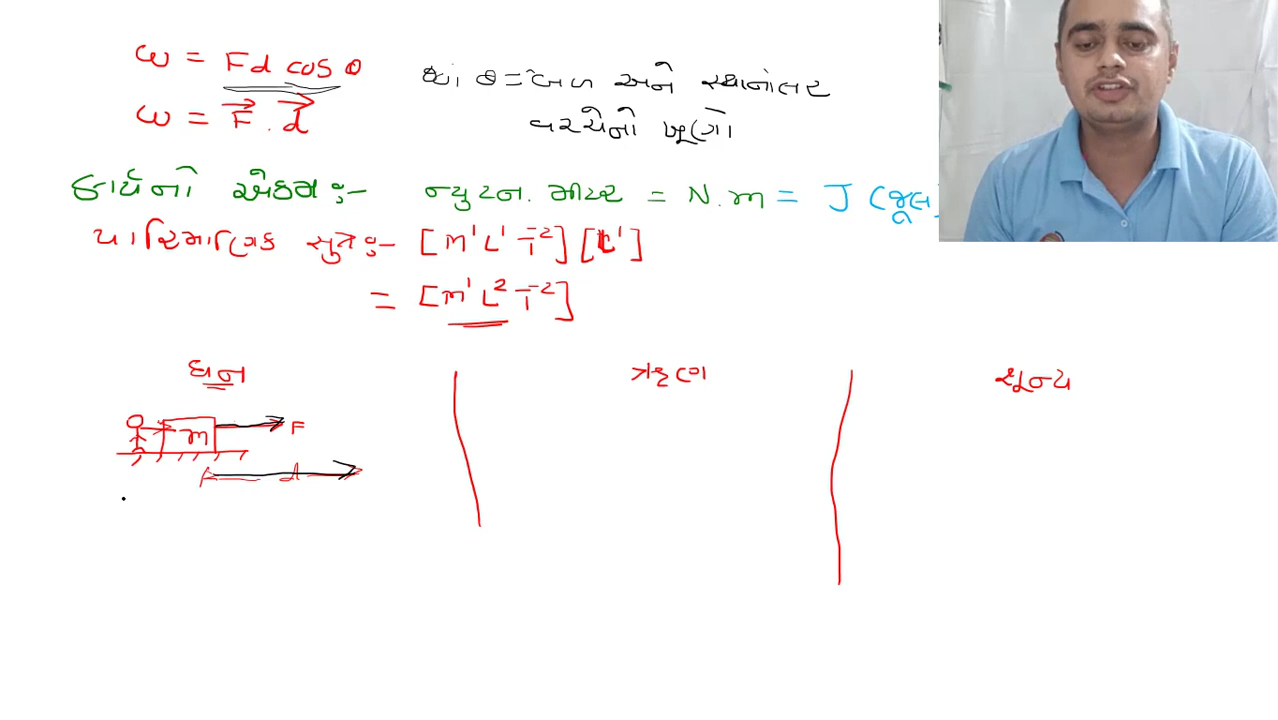 W = Fd cos θ
W = F⃗ . d⃗
જ્યાં, θ = બળ અને સ્થાનાંતર
વચ્ચેનો ખૂણો
કાર્યનો એકમ :- ન્યુટન . મીટર = N.m = J (જૂલ)
પારિમાણિક સુત્ર :- [M¹L¹T⁻²][L¹]
= [M¹L²T⁻²]
ધન
ઋણ
શૂન્ય
m
F
d